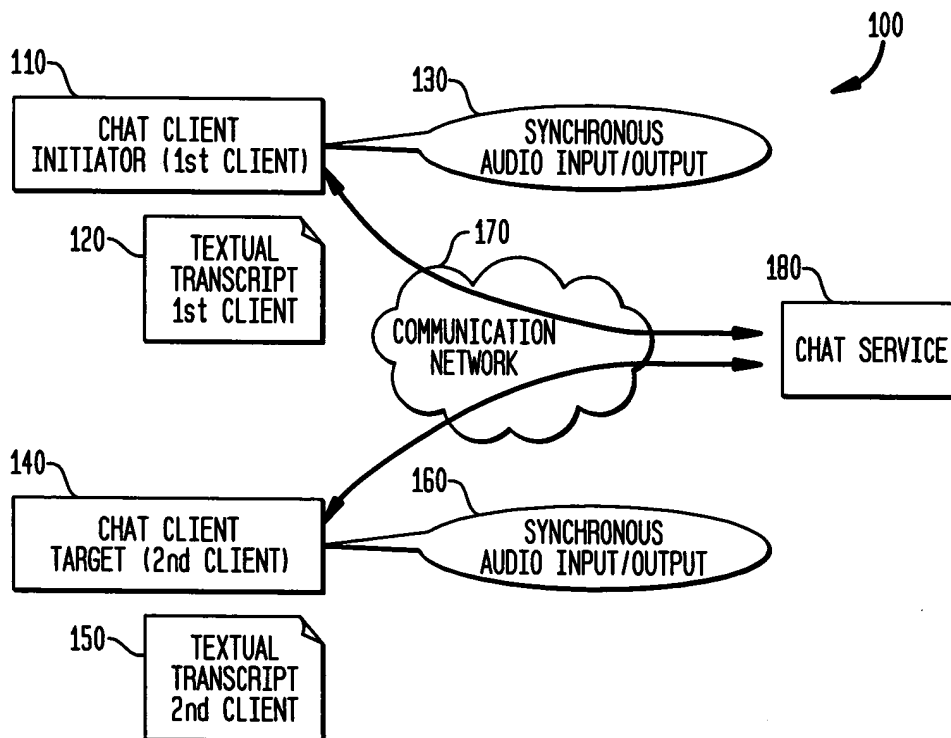 100
110
CHAT CLIENT
INITIATOR (1st CLIENT)
130
SYNCHRONOUS
AUDIO INPUT/OUTPUT
120
TEXTUAL
TRANSCRIPT
1st CLIENT
170
COMMUNICATION
NETWORK
180
CHAT SERVICE
140
CHAT CLIENT
TARGET (2nd CLIENT)
160
SYNCHRONOUS
AUDIO INPUT/OUTPUT
150
TEXTUAL
TRANSCRIPT
2nd CLIENT